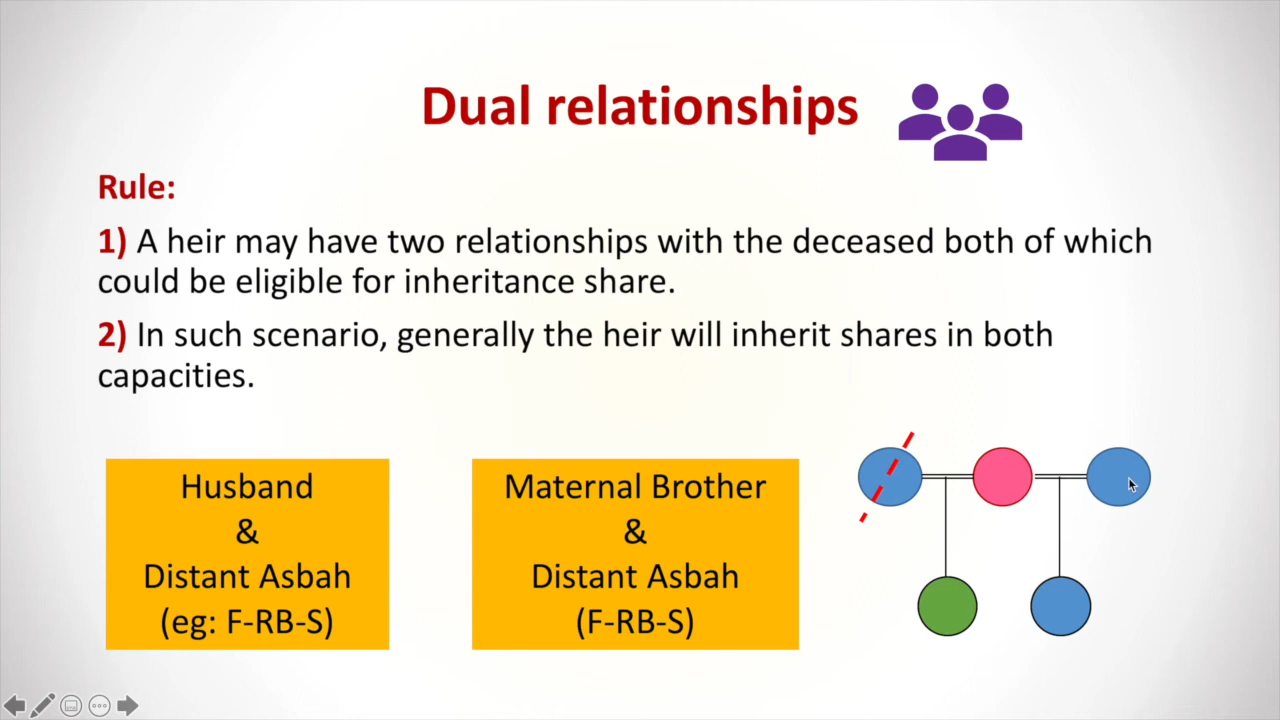 Dual relationships
Rule:
1) A heir may have two relationships with the deceased both of which
could be eligible for inheritance share.
2) In such scenario, generally the heir will inherit shares in both
capacities.
Husband
&
Distant Asbah
(eg: F-RB-S)
Maternal Brother
&
Distant Asbah
(F-RB-S)